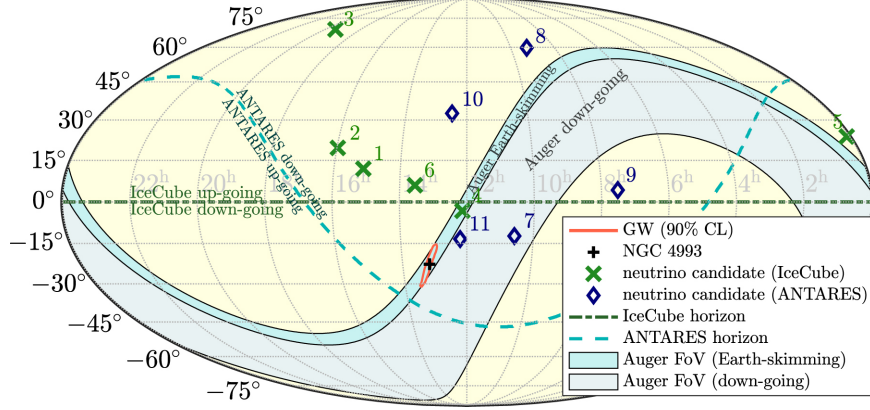 75°
60°
45°
30°
15°
0°
−15°
−30°
−45°
−60°
−75°
3
8
10
2
5
1
6
9
4
11
7
22h
20h
16h
14h
12h
10h
8h
6h
4h
2h
ANTARES down-going
ANTARES up-going
IceCube up-going
IceCube down-going
Auger Earth-skimming
Auger down-going
GW (90% CL)
NGC 4993
neutrino candidate (IceCube)
neutrino candidate (ANTARES)
IceCube horizon
ANTARES horizon
Auger FoV (Earth-skimming)
Auger FoV (down-going)